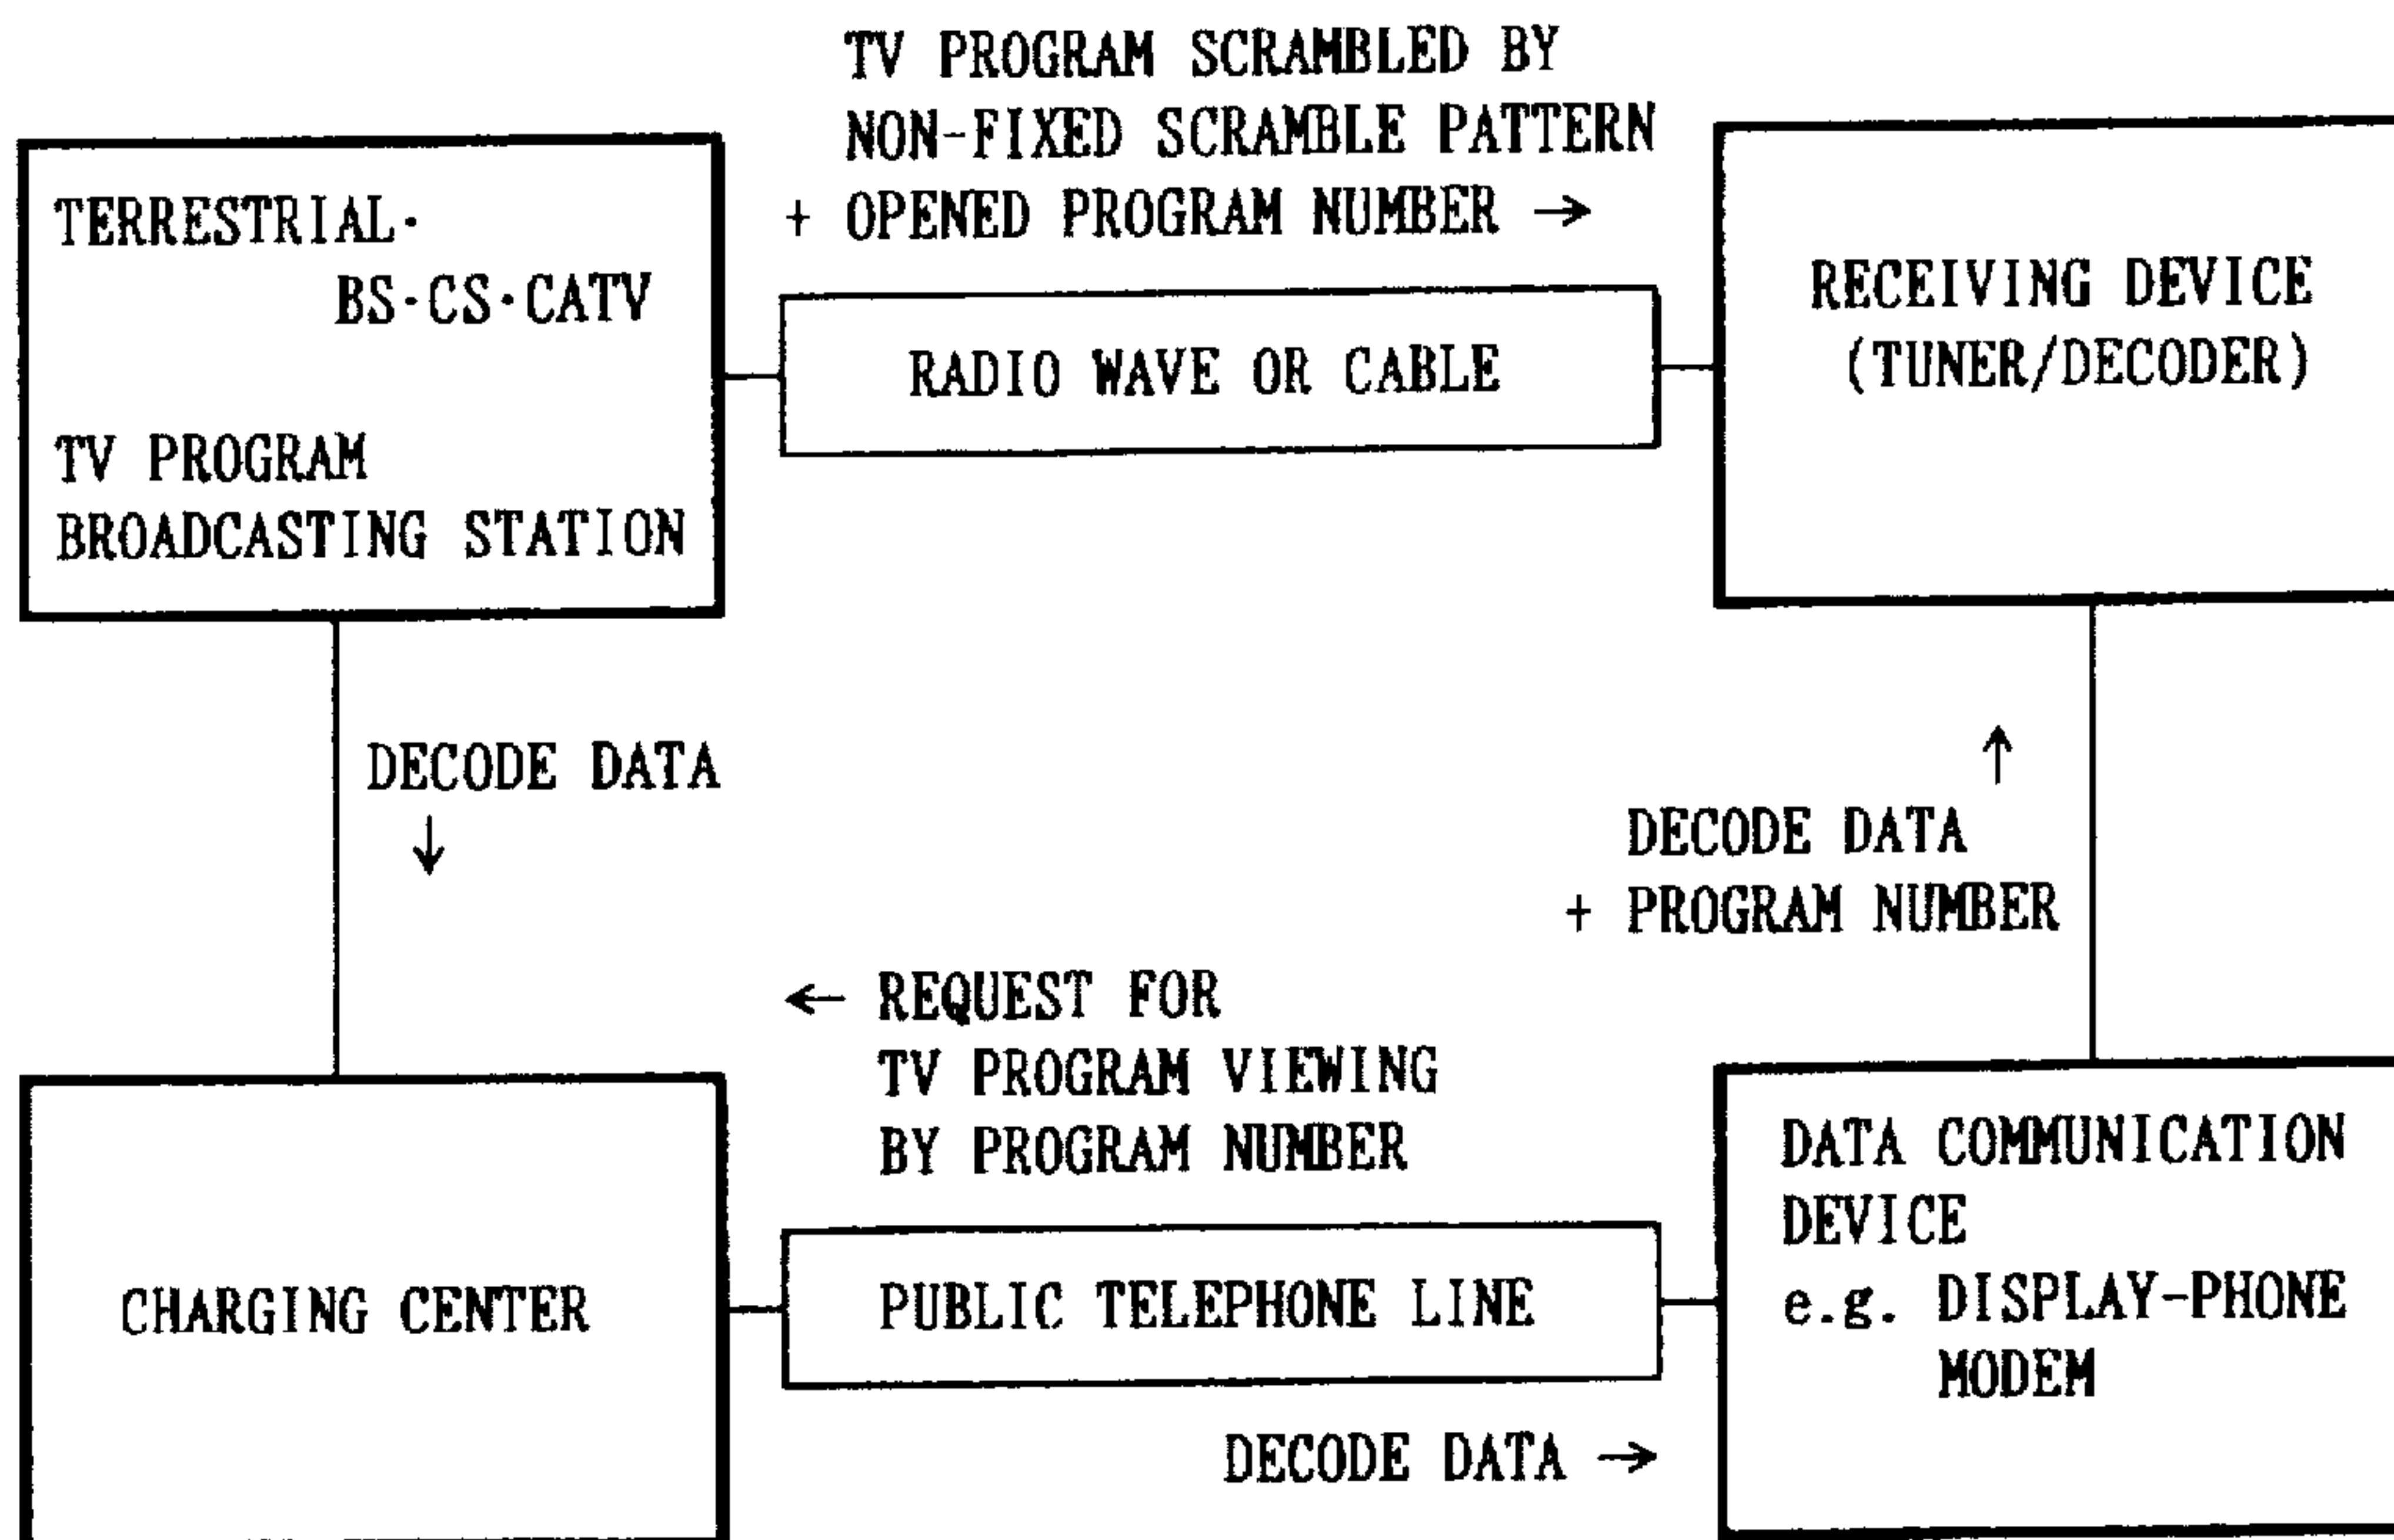 TV PROGRAM SCRAMBLED BY
NON-FIXED SCRAMBLE PATTERN
+ OPENED PROGRAM NUMBER →
TERRESTRIAL·
BS·CS·CATV
TV PROGRAM
BROADCASTING STATION
RADIO WAVE OR CABLE
RECEIVING DEVICE
(TUNER/DECODER)
DECODE DATA
↓
↑
DECODE DATA
+ PROGRAM NUMBER
← REQUEST FOR
TV PROGRAM VIEWING
BY PROGRAM NUMBER
CHARGING CENTER
PUBLIC TELEPHONE LINE
DECODE DATA →
DATA COMMUNICATION
DEVICE
e.g. DISPLAY-PHONE
MODEM